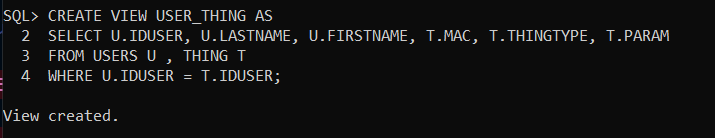 SQL> CREATE VIEW USER_THING AS
  2  SELECT U.IDUSER, U.LASTNAME, U.FIRSTNAME, T.MAC, T.THINGTYPE, T.PARAM
  3  FROM USERS U , THING T
  4  WHERE U.IDUSER = T.IDUSER;

View created.